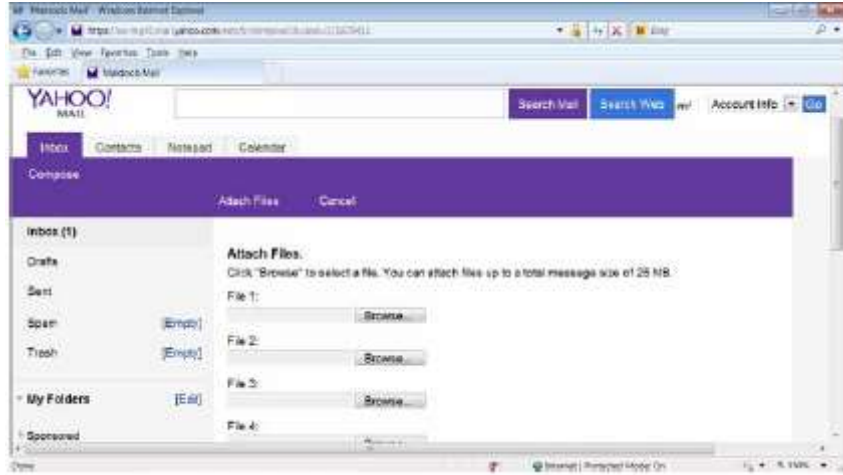 Maildoch Mail - Windows Internet Explorer
File Edit View Favorites Tools Help
Favorites Maildoch Mail
YAHOO!
MAIL
Search Mail Search Web Account Info Go
Inbox Contacts Notepad Calendar
Compose
Attach Files Cancel
Inbox (1)
Drafts
Sent
Spam [Empty]
Trash [Empty]
My Folders [Edit]
Sponsored
Attach Files.
Click "Browse" to select a file. You can attach files up to a total message size of 25 MB.
File 1:
Browse...
File 2:
Browse...
File 3:
Browse...
File 4:
Done
Internet | Protected Mode: On
150%